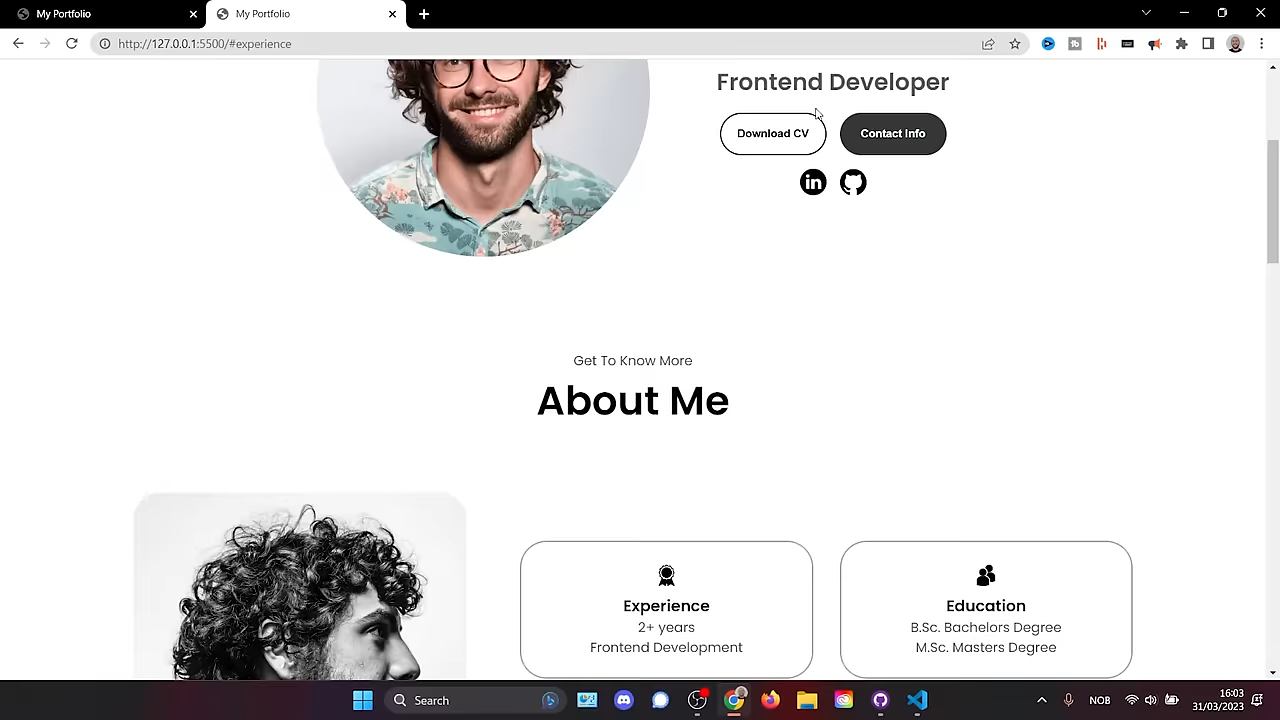 My Portfolio
My Portfolio
http://127.0.0.1:5500/#experience
Frontend Developer
Download CV
Contact Info
in
Get To Know More
About Me
Experience
2+ years
Frontend Development
Education
B.Sc. Bachelors Degree
M.Sc. Masters Degree
Search
NOB
16:03
31/03/2023